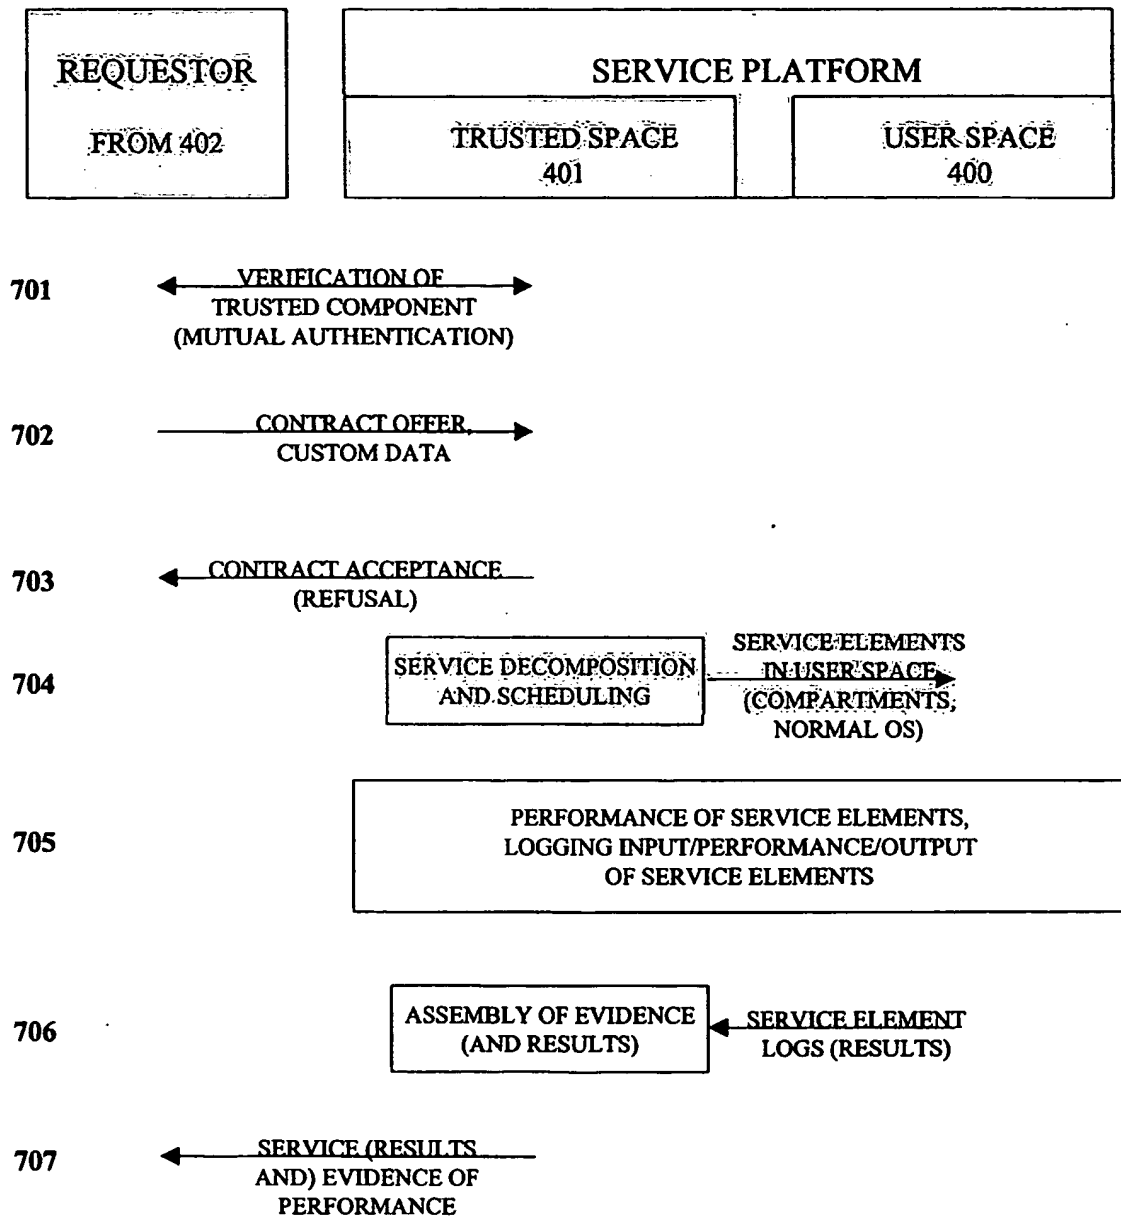 REQUESTOR
FROM 402
SERVICE PLATFORM
TRUSTED SPACE
401
USER SPACE
400
701
VERIFICATION OF
TRUSTED COMPONENT
(MUTUAL AUTHENTICATION)
702
CONTRACT OFFER,
CUSTOM DATA
703
CONTRACT ACCEPTANCE
(REFUSAL)
704
SERVICE DECOMPOSITION
AND SCHEDULING
SERVICE ELEMENTS
IN USER SPACE
(COMPARTMENTS,
NORMAL OS)
705
PERFORMANCE OF SERVICE ELEMENTS,
LOGGING INPUT/PERFORMANCE/OUTPUT
OF SERVICE ELEMENTS
706
ASSEMBLY OF EVIDENCE
(AND RESULTS)
SERVICE ELEMENT
LOGS (RESULTS)
707
SERVICE (RESULTS
AND) EVIDENCE OF
PERFORMANCE